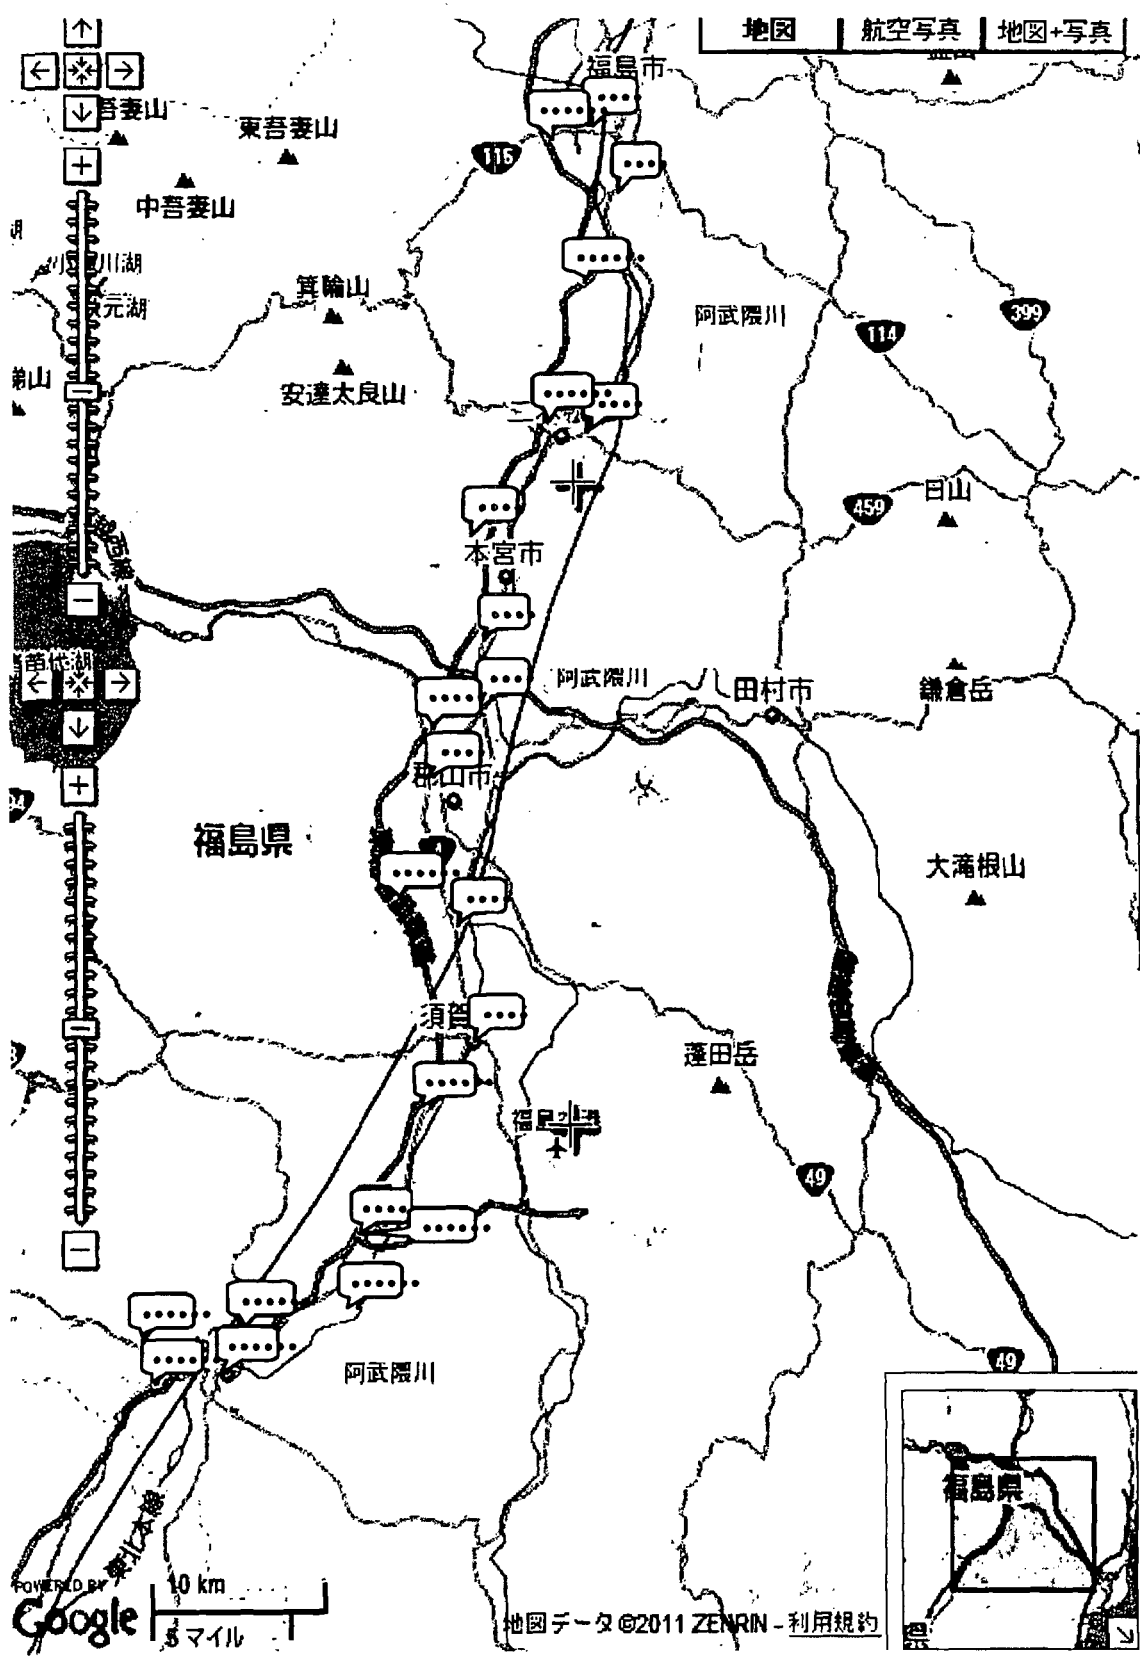 地図
航空写真
地図+写真
福島市
吾妻山
東吾妻山
115
中吾妻山
川湖
元湖
箕輪山
阿武隈川
399
114
安達太良山
日山
459
本宮市
阿武隈川
田村市
鎌倉岳
郡山市
福島県
大滝根山
須賀
蓬田岳
49
阿武隈川
49
福島県
東北本線
POWERED BY
Google
10 km
5 マイル
地図データ ©2011 ZENRIN - 利用規約